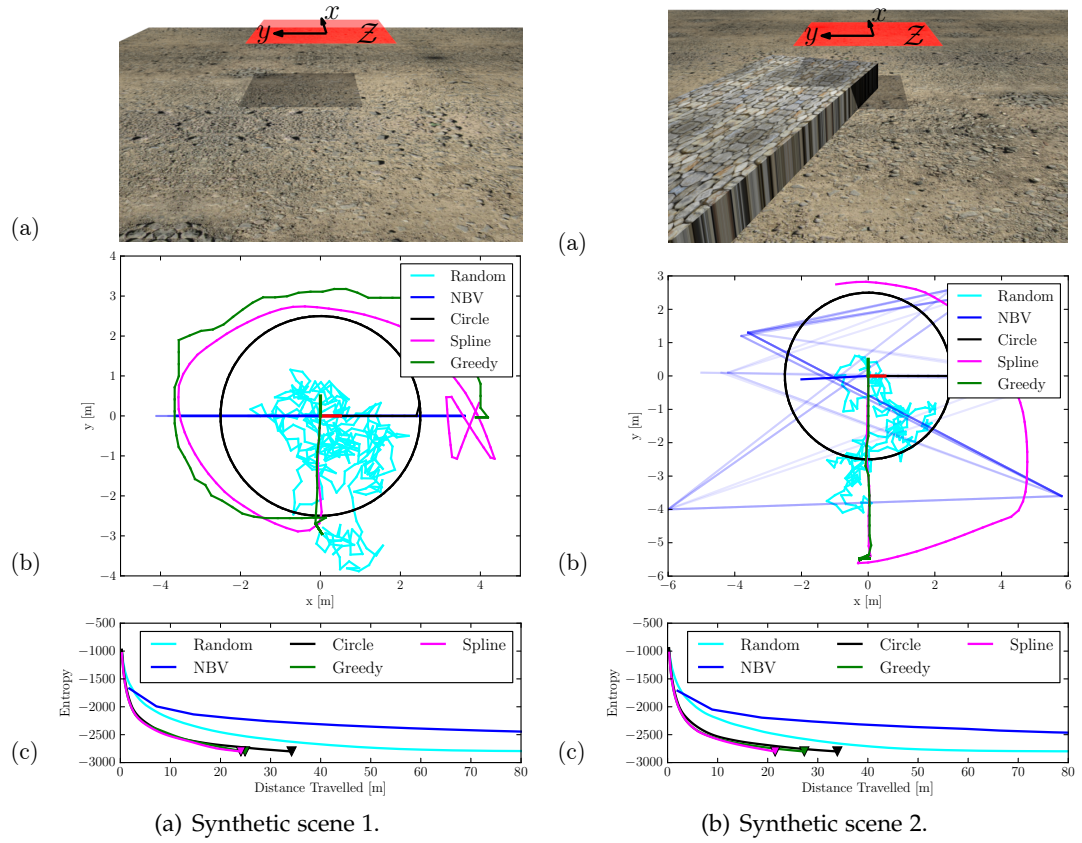 x
y
Z
(a)
4
3
2
1
0
−1
−2
−3
−4
y [m]
−4
−2
0
2
4
x [m]
Random
NBV
Circle
Spline
Greedy
(b)
−500
−1000
−1500
−2000
−2500
−3000
Entropy
Random
Circle
Spline
NBV
Greedy
0
10
20
30
40
50
60
70
80
Distance Travelled [m]
(c)
(a) Synthetic scene 1.
x
y
Z
(a)
3
2
1
0
−1
−2
−3
−4
−5
−6
y [m]
−6
−4
−2
0
2
4
6
x [m]
Random
NBV
Circle
Spline
Greedy
(b)
−500
−1000
−1500
−2000
−2500
−3000
Entropy
Random
Circle
Spline
NBV
Greedy
0
10
20
30
40
50
60
70
80
Distance Travelled [m]
(c)
(b) Synthetic scene 2.